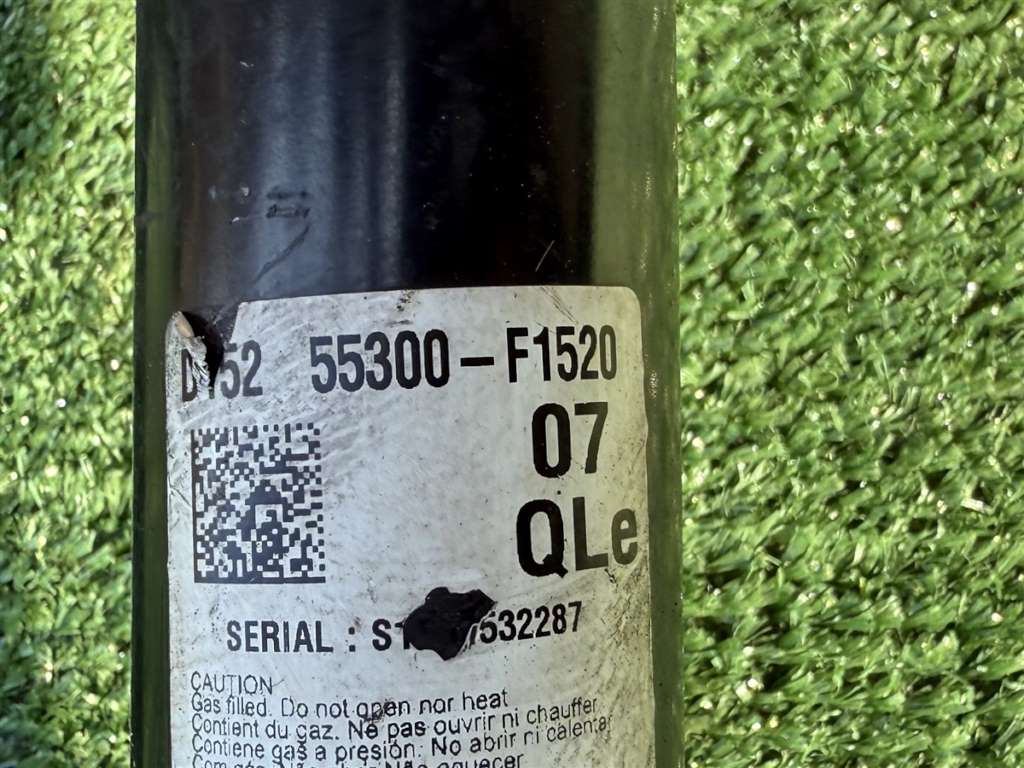 55300-F1520
07
QLe
SERIAL : 532287
CAUTION
Gas filled. Do not open nor heat
Contient du gaz. Ne pas ouvrir ni chauffer
Contiene gas a presión. No abrir ni calentar